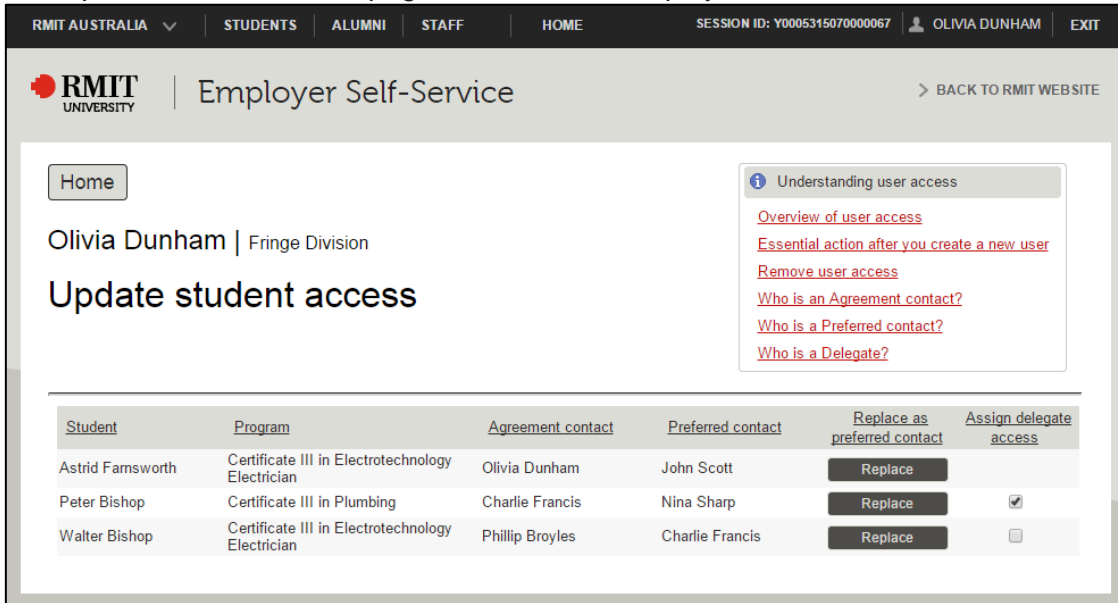 RMIT AUSTRALIA STUDENTS ALUMNI STAFF HOME SESSION ID: Y0005315070000067 OLIVIA DUNHAM EXIT
RMIT UNIVERSITY Employer Self-Service > BACK TO RMIT WEBSITE
Home
Olivia Dunham | Fringe Division
Update student access
Understanding user access
Overview of user access
Essential action after you create a new user
Remove user access
Who is an Agreement contact?
Who is a Preferred contact?
Who is a Delegate?
Student Program Agreement contact Preferred contact Replace as preferred contact Assign delegate access
Astrid Farnsworth Certificate III in Electrotechnology Electrician Olivia Dunham John Scott Replace
Peter Bishop Certificate III in Plumbing Charlie Francis Nina Sharp Replace
Walter Bishop Certificate III in Electrotechnology Electrician Phillip Broyles Charlie Francis Replace